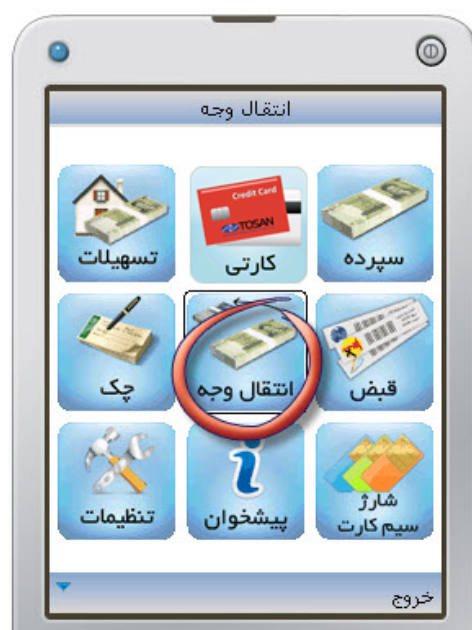 انتقال وجه
سپرده
Credit Card
TOSAN
کارتی
تسهیلات
قبض
انتقال وجه
چک
شارژ
سیم کارت
پیشخوان
تنظیمات
خروج